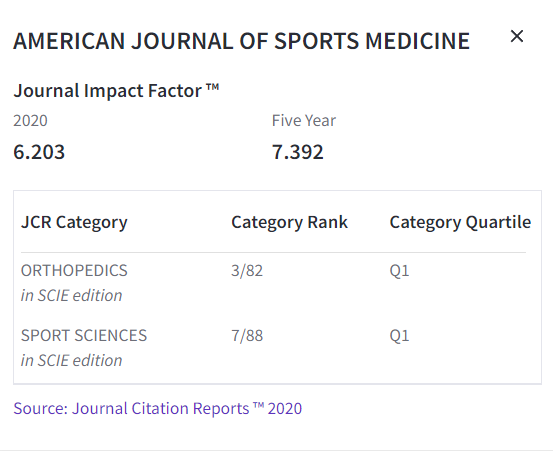 AMERICAN JOURNAL OF SPORTS MEDICINE ×
Journal Impact Factor ™
2020 Five Year
6.203 7.392
JCR Category Category Rank Category Quartile
ORTHOPEDICS 3/82 Q1
in SCIE edition
SPORT SCIENCES 7/88 Q1
in SCIE edition
Source: Journal Citation Reports ™ 2020